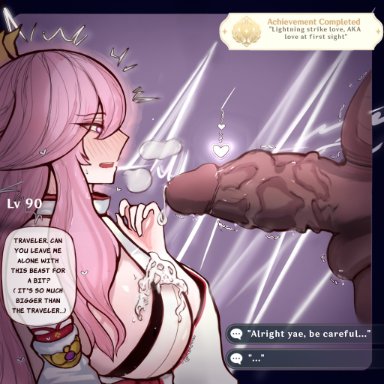 Achievement Completed
"Lightning strike love, AKA
love at first sight"
Lv 90
TRAVELER, CAN
YOU LEAVE ME
ALONE WITH
THIS BEAST FOR
A BIT?
( IT'S SO MUCH
BIGGER THAN
THE TRAVELER..)
"Alright yae, be careful..."
"..."